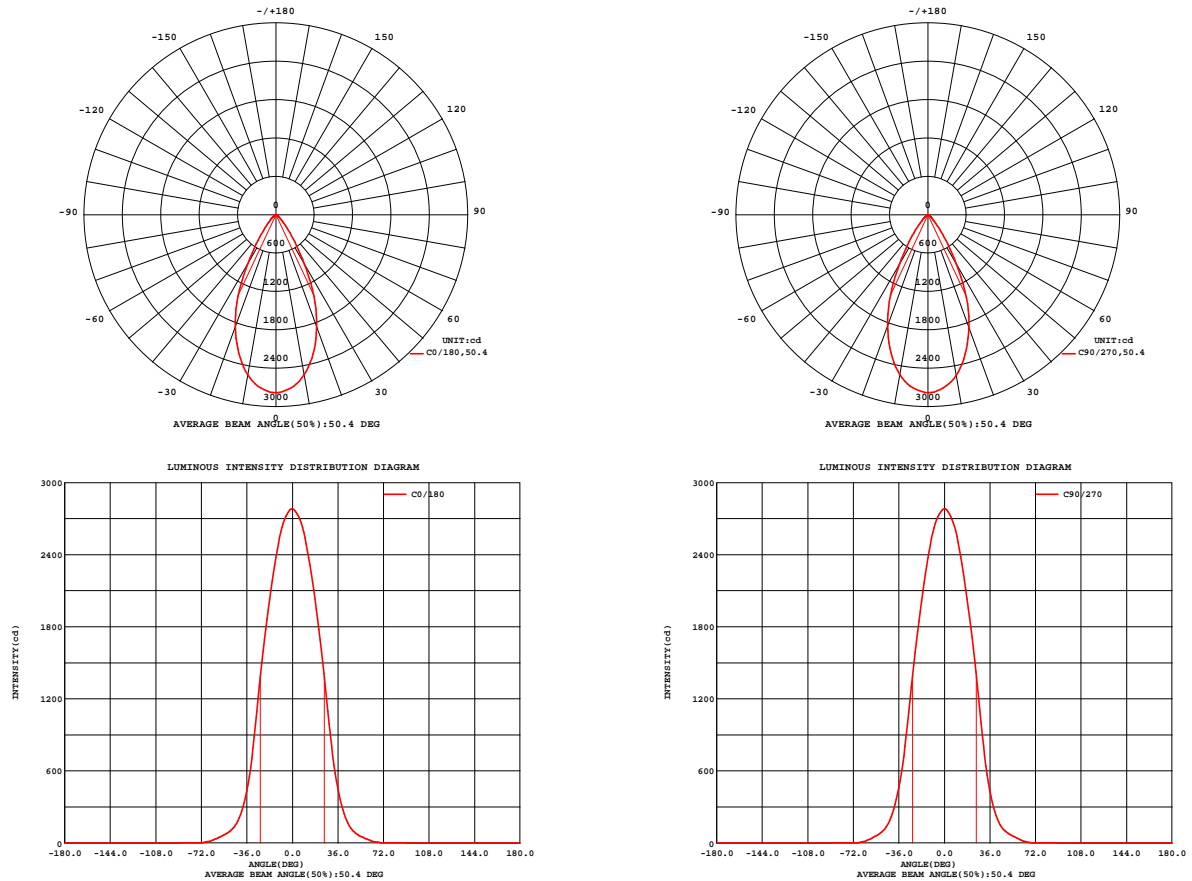 -/+180
-150 150
-120 120
-90 0 90
600
1200
-60 60
1800
UNIT:cd
C0/180,50.4
2400
-30 30
3000
0
AVERAGE BEAM ANGLE(50%):50.4 DEG
-/+180
-150 150
-120 120
-90 0 90
600
1200
-60 60
1800
UNIT:cd
C90/270,50.4
2400
-30 30
3000
0
AVERAGE BEAM ANGLE(50%):50.4 DEG
LUMINOUS INTENSITY DISTRIBUTION DIAGRAM
3000
C0/180
2400
1800
INTENSITY(cd)
1200
600
0
-180.0 -144.0 -108.0 -72.0 -36.0 0.0 36.0 72.0 108.0 144.0 180.0
ANGLE(DEG)
AVERAGE BEAM ANGLE(50%):50.4 DEG
LUMINOUS INTENSITY DISTRIBUTION DIAGRAM
3000
C90/270
2400
1800
INTENSITY(cd)
1200
600
0
-180.0 -144.0 -108.0 -72.0 -36.0 0.0 36.0 72.0 108.0 144.0 180.0
ANGLE(DEG)
AVERAGE BEAM ANGLE(50%):50.4 DEG